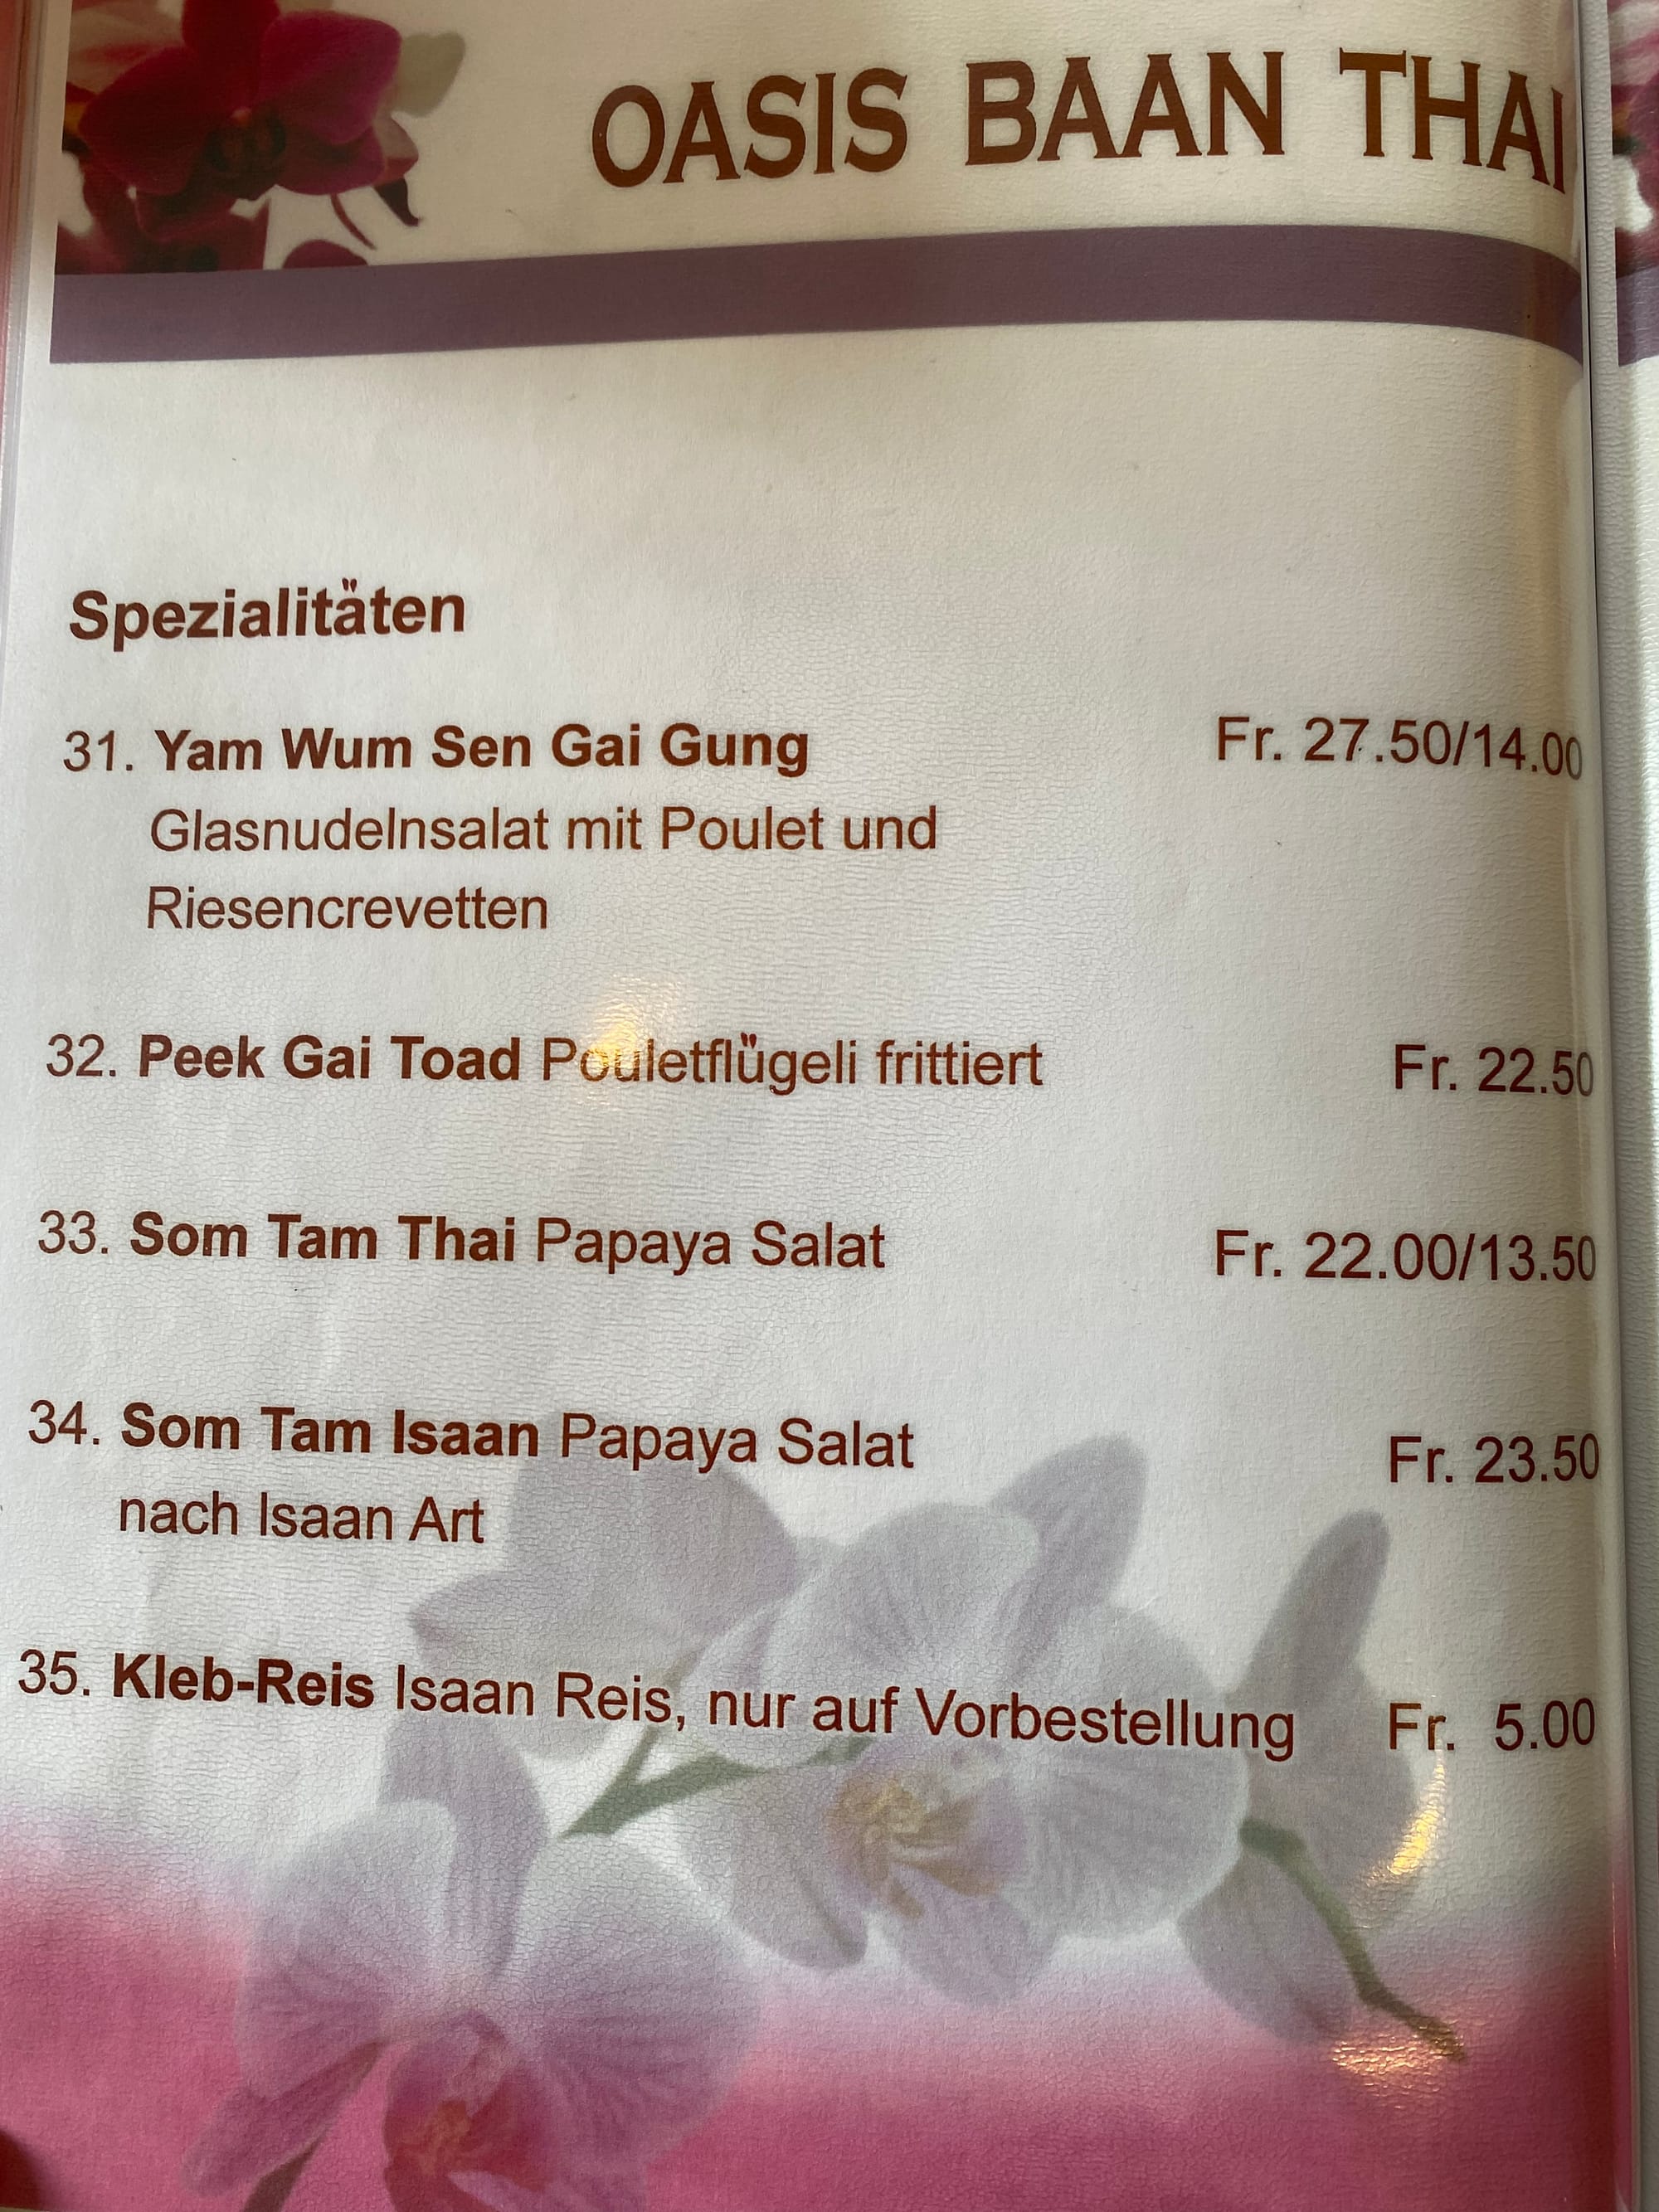 OASIS BAAN THAI
Spezialitäten
31. Yam Wum Sen Gai Gung Fr. 27.50/14.00
Glasnudelnsalat mit Poulet und
Riesencrevetten
32. Peek Gai Toad Pouletflügeli frittiert Fr. 22.50
33. Som Tam Thai Papaya Salat Fr. 22.00/13.50
34. Som Tam Isaan Papaya Salat Fr. 23.50
nach Isaan Art
35. Kleb-Reis Isaan Reis, nur auf Vorbestellung Fr. 5.00